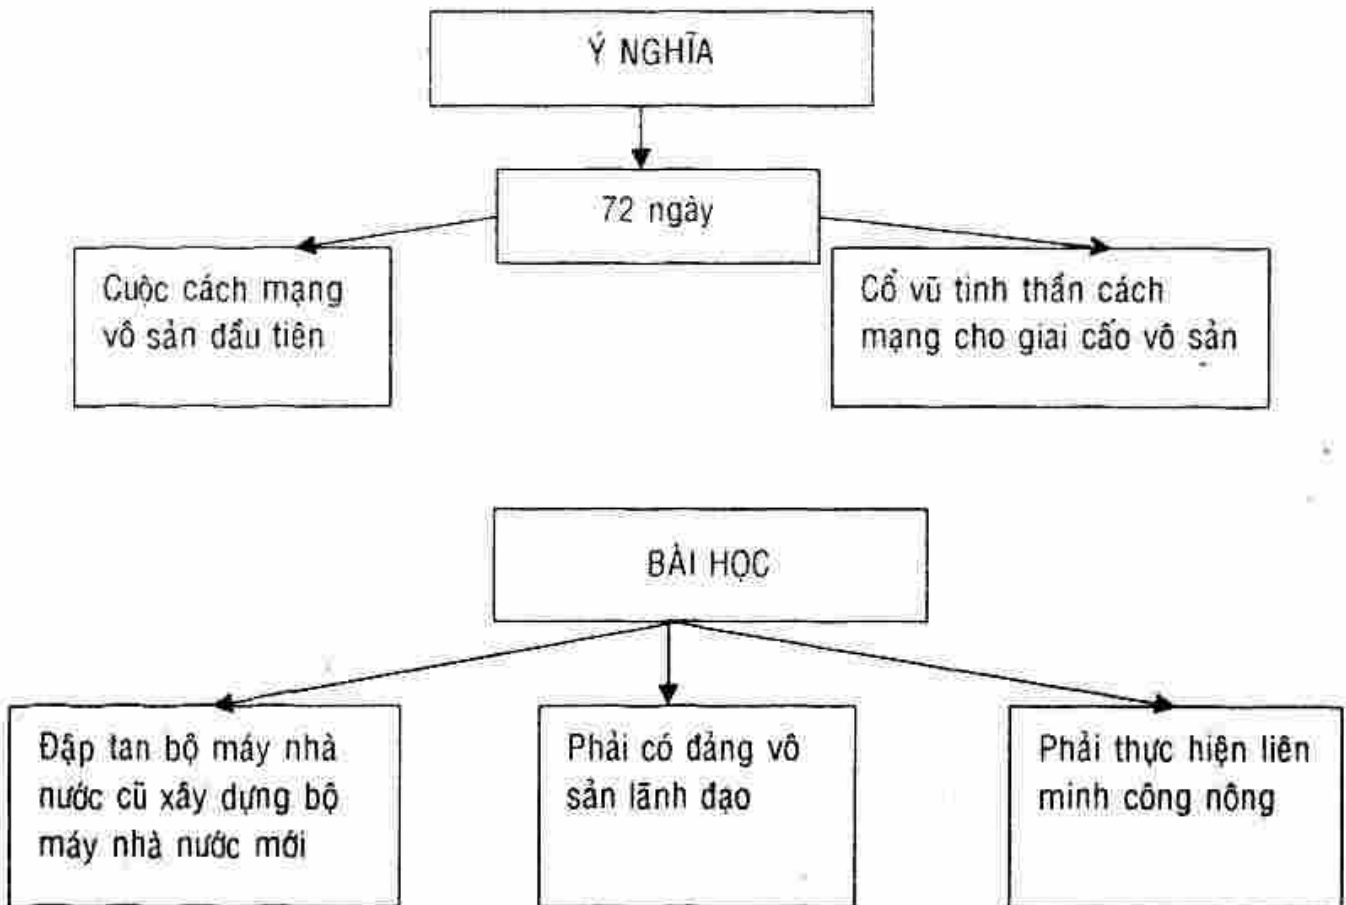 Ý NGHĨA
72 ngày
Cuộc cách mạng
vô sản đầu tiên
Cổ vũ tinh thần cách
mạng cho giai cấo vô sản
BÀI HỌC
Đập tan bộ máy nhà
nước cũ xây dựng bộ
máy nhà nước mới
Phải có đảng vô
sản lãnh đạo
Phải thực hiện liên
minh công nông